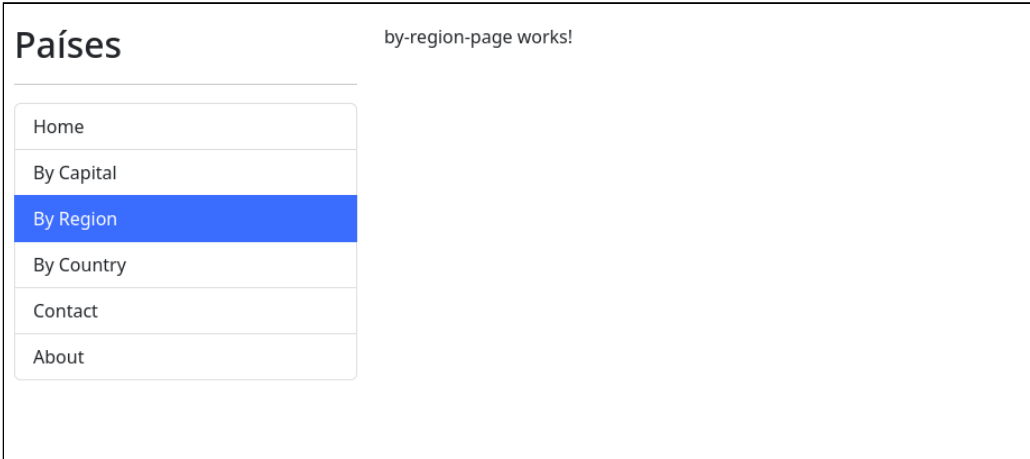 Países
Home
By Capital
By Region
By Country
Contact
About
by-region-page works!